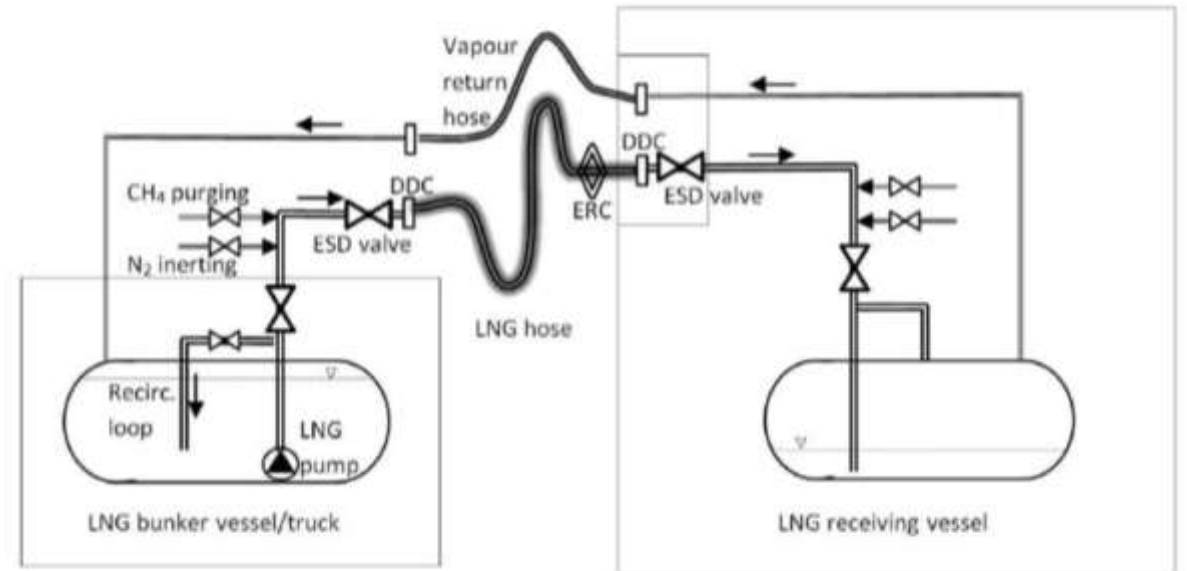 Vapour
return
hose
CH₄ purging
DDC
ESD valve
N₂ inerting
ERC
DDC
ESD valve
LNG hose
Recirc.
loop
LNG
pump
LNG bunker vessel/truck
LNG receiving vessel